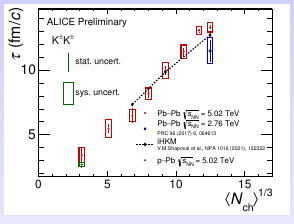 ALICE Preliminary
K±K±
stat. uncert.
sys. uncert.
τ (fm/c)
10
5
Pb–Pb √sNN = 5.02 TeV
Pb–Pb √sNN = 2.76 TeV
PRC 96 (2017) 6, 064613
iHKM
V.M.Shapoval et al., NPA 1016 (2021), 122322
p–Pb √sNN = 5.02 TeV
0 5 10 15
⟨Nch⟩1/3